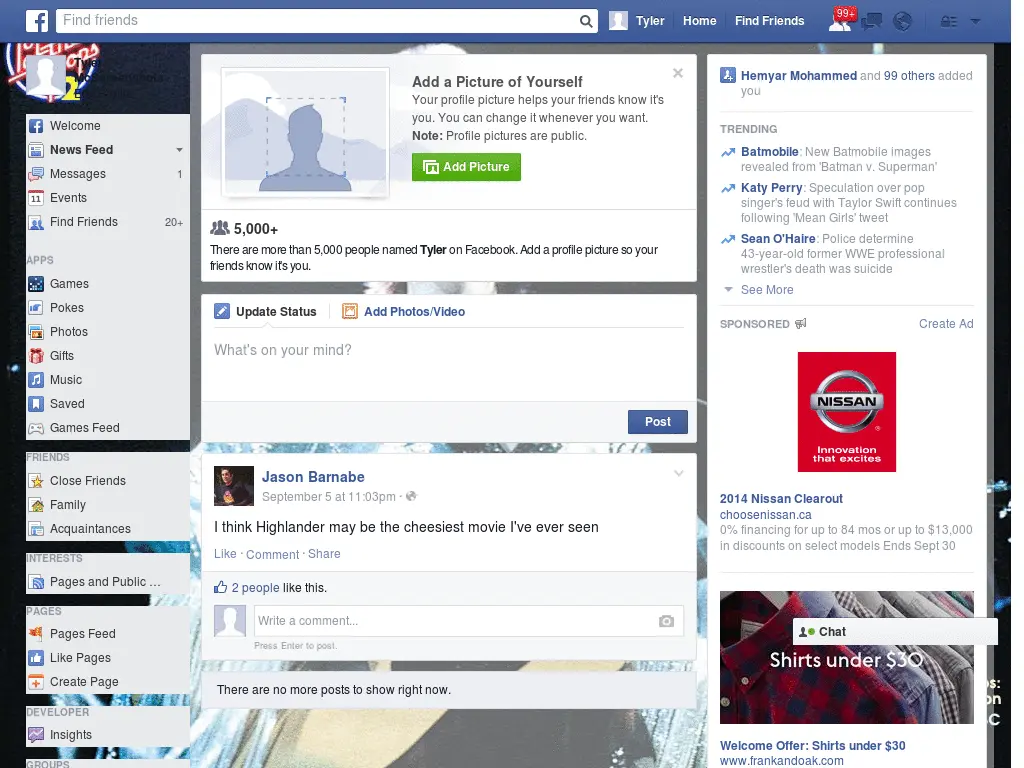 Find friends
Tyler
Home
Find Friends
99+
Tyler
Welcome
News Feed
Messages 1
Events
Find Friends 20+
APPS
Games
Pokes
Photos
Gifts
Music
Saved
Games Feed
FRIENDS
Close Friends
Family
Acquaintances
INTERESTS
Pages and Public ...
PAGES
Pages Feed
Like Pages
Create Page
DEVELOPER
Insights
GROUPS
Add a Picture of Yourself
Your profile picture helps your friends know it's
you. You can change it whenever you want.
Note: Profile pictures are public.
Add Picture
5,000+
There are more than 5,000 people named Tyler on Facebook. Add a profile picture so your
friends know it's you.
Update Status
Add Photos/Video
What's on your mind?
Post
Jason Barnabe
September 5 at 11:03pm ·
I think Highlander may be the cheesiest movie I've ever seen
Like · Comment · Share
2 people like this.
Write a comment...
Press Enter to post.
There are no more posts to show right now.
Hemyar Mohammed and 99 others added
you
TRENDING
Batmobile: New Batmobile images
revealed in 'Batman v. Superman'
Katy Perry: Speculation over pop
singer's feud with Taylor Swift continues
following 'Mean Girls' tweet
Sean O'Haire: Police determine
43-year-old former WWE professional
wrestler's death was suicide
See More
SPONSORED
Create Ad
NISSAN
Innovation
that excites
2014 Nissan Clearout
choosenissan.ca
0% financing for up to 84 mos or up to $13,000
in discounts on select models Ends Sept 30
Chat
Shirts under $30
Welcome Offer: Shirts under $30
www.frankandoak.com